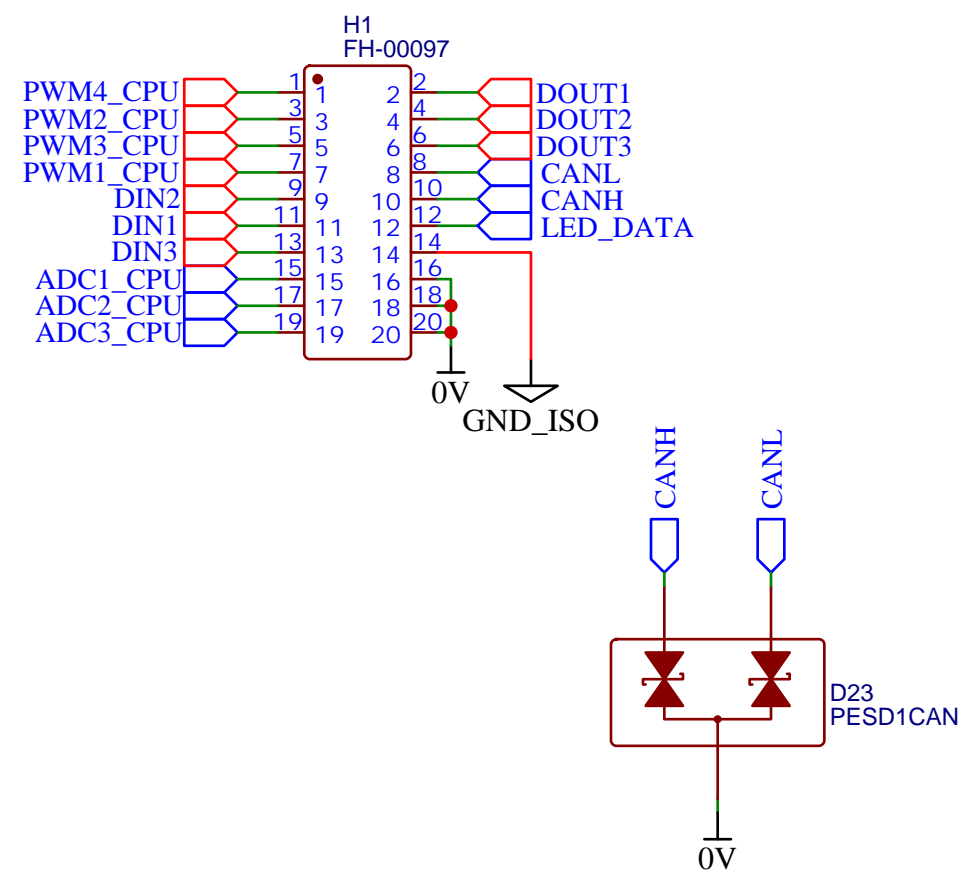 H1
FH-00097
PWM4_CPU 1 1 2 2 DOUT1
PWM2_CPU 3 3 4 4 DOUT2
PWM3_CPU 5 5 6 6 DOUT3
PWM1_CPU 7 7 8 8 CANL
DIN2 9 9 10 10 CANH
DIN1 11 11 12 12 LED_DATA
DIN3 13 13 14 14
ADC1_CPU 15 15 16 16
ADC2_CPU 17 17 18 18
ADC3_CPU 19 19 20 20
0V
GND_ISO
CANH
CANL
D23
PESD1CAN
0V